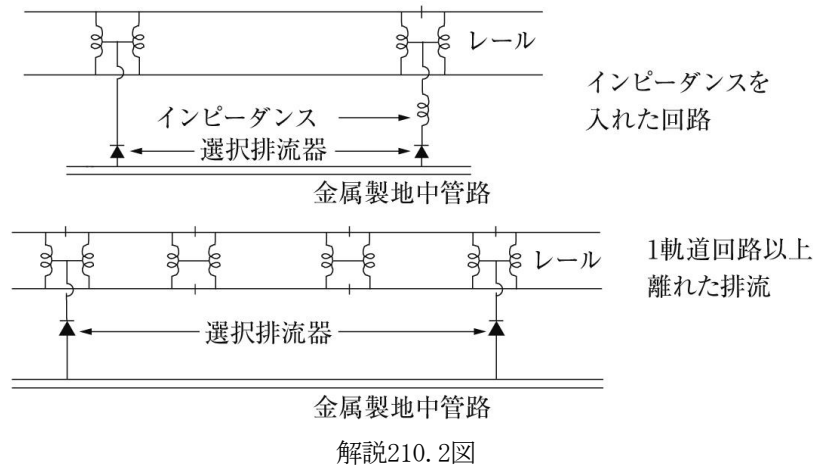 レール
インピーダンスを
入れた回路
インピーダンス
選択排流器
金属製地中管路
レール
1軌道回路以上
離れた排流
選択排流器
金属製地中管路
解説210.2図